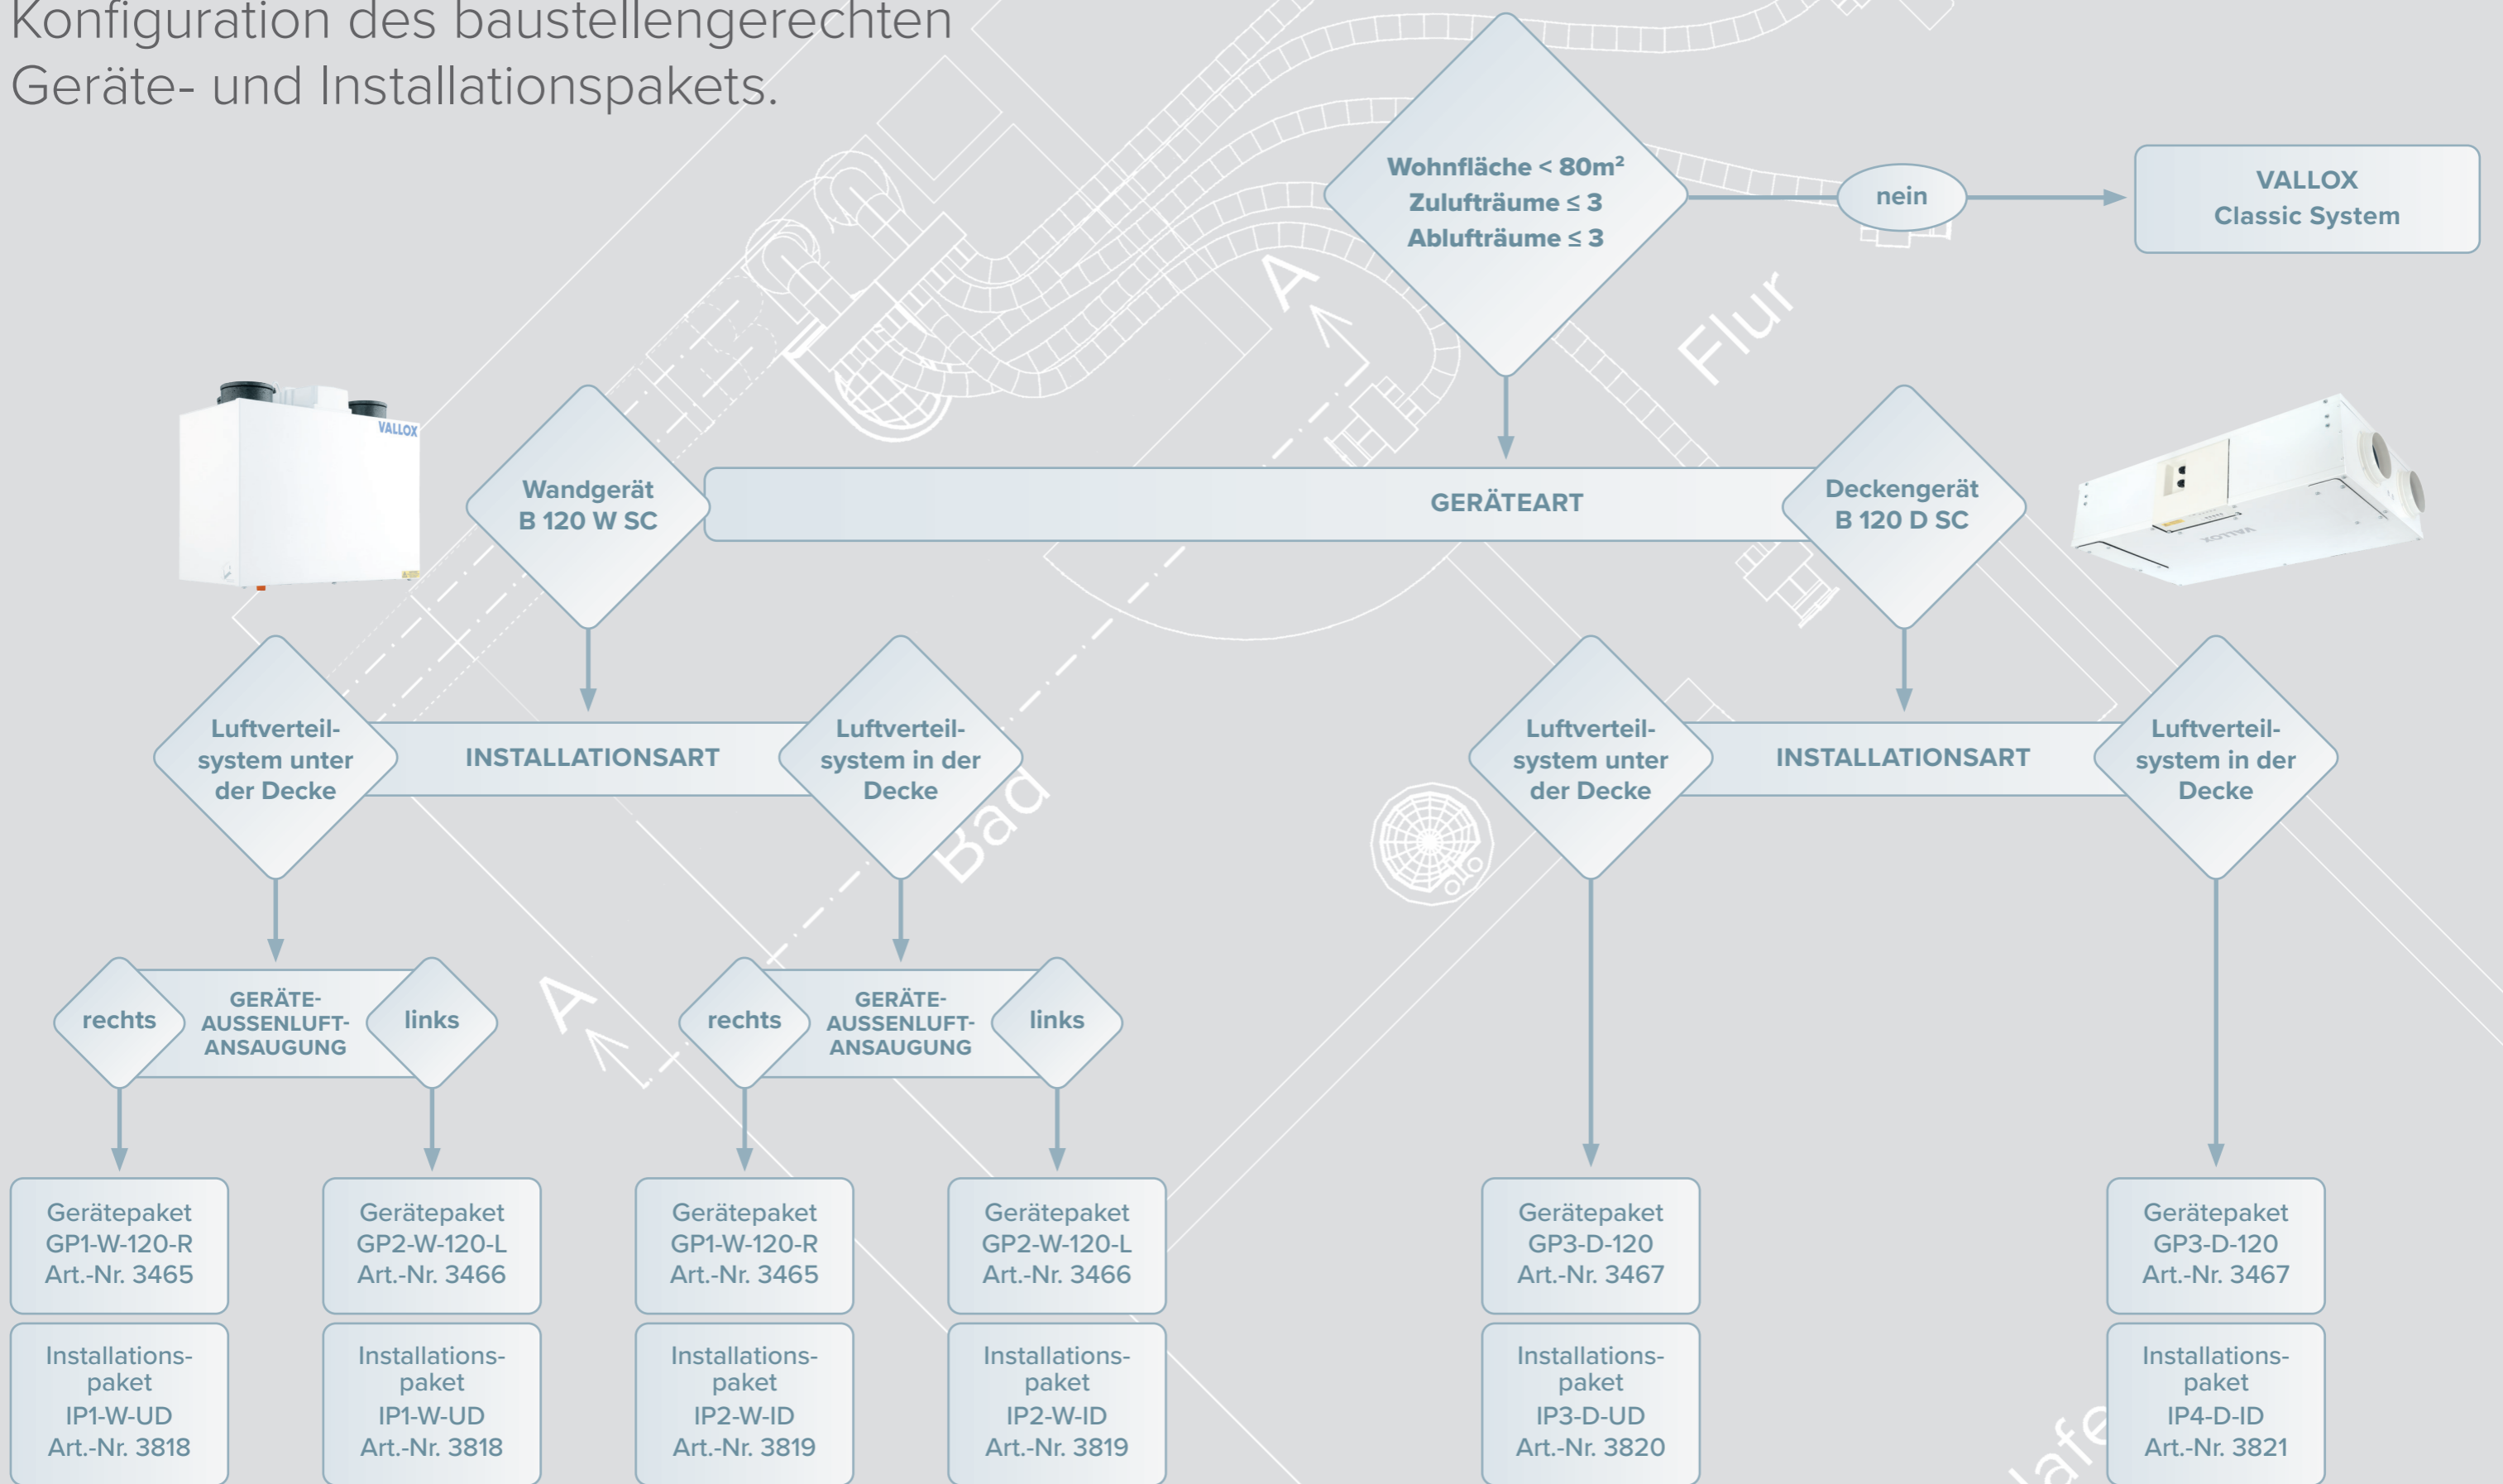 Konfiguration des baustellengerechten
Geräte- und Installationspakets.
Wohnfläche < 80m²
Zulufträume ≤ 3
Ablufträume ≤ 3
nein
VALLOX
Classic System
A
Flur
VALLOX
Wandgerät
B 120 W SC
GERÄTEART
Deckengerät
B 120 D SC
VALLOX
Luftverteil-
system unter
der Decke
INSTALLATIONSART
Luftverteil-
system in der
Decke
Luftverteil-
system unter
der Decke
INSTALLATIONSART
Luftverteil-
system in der
Decke
Bad
A
rechts
GERÄTE-
AUSSENLUFT-
ANSAUGUNG
links
rechts
GERÄTE-
AUSSENLUFT-
ANSAUGUNG
links
Gerätepaket
GP1-W-120-R
Art.-Nr. 3465
Gerätepaket
GP2-W-120-L
Art.-Nr. 3466
Gerätepaket
GP1-W-120-R
Art.-Nr. 3465
Gerätepaket
GP2-W-120-L
Art.-Nr. 3466
Gerätepaket
GP3-D-120
Art.-Nr. 3467
Gerätepaket
GP3-D-120
Art.-Nr. 3467
Installations-
paket
IP1-W-UD
Art.-Nr. 3818
Installations-
paket
IP1-W-UD
Art.-Nr. 3818
Installations-
paket
IP2-W-ID
Art.-Nr. 3819
Installations-
paket
IP2-W-ID
Art.-Nr. 3819
Installations-
paket
IP3-D-UD
Art.-Nr. 3820
Installations-
paket
IP4-D-ID
Art.-Nr. 3821